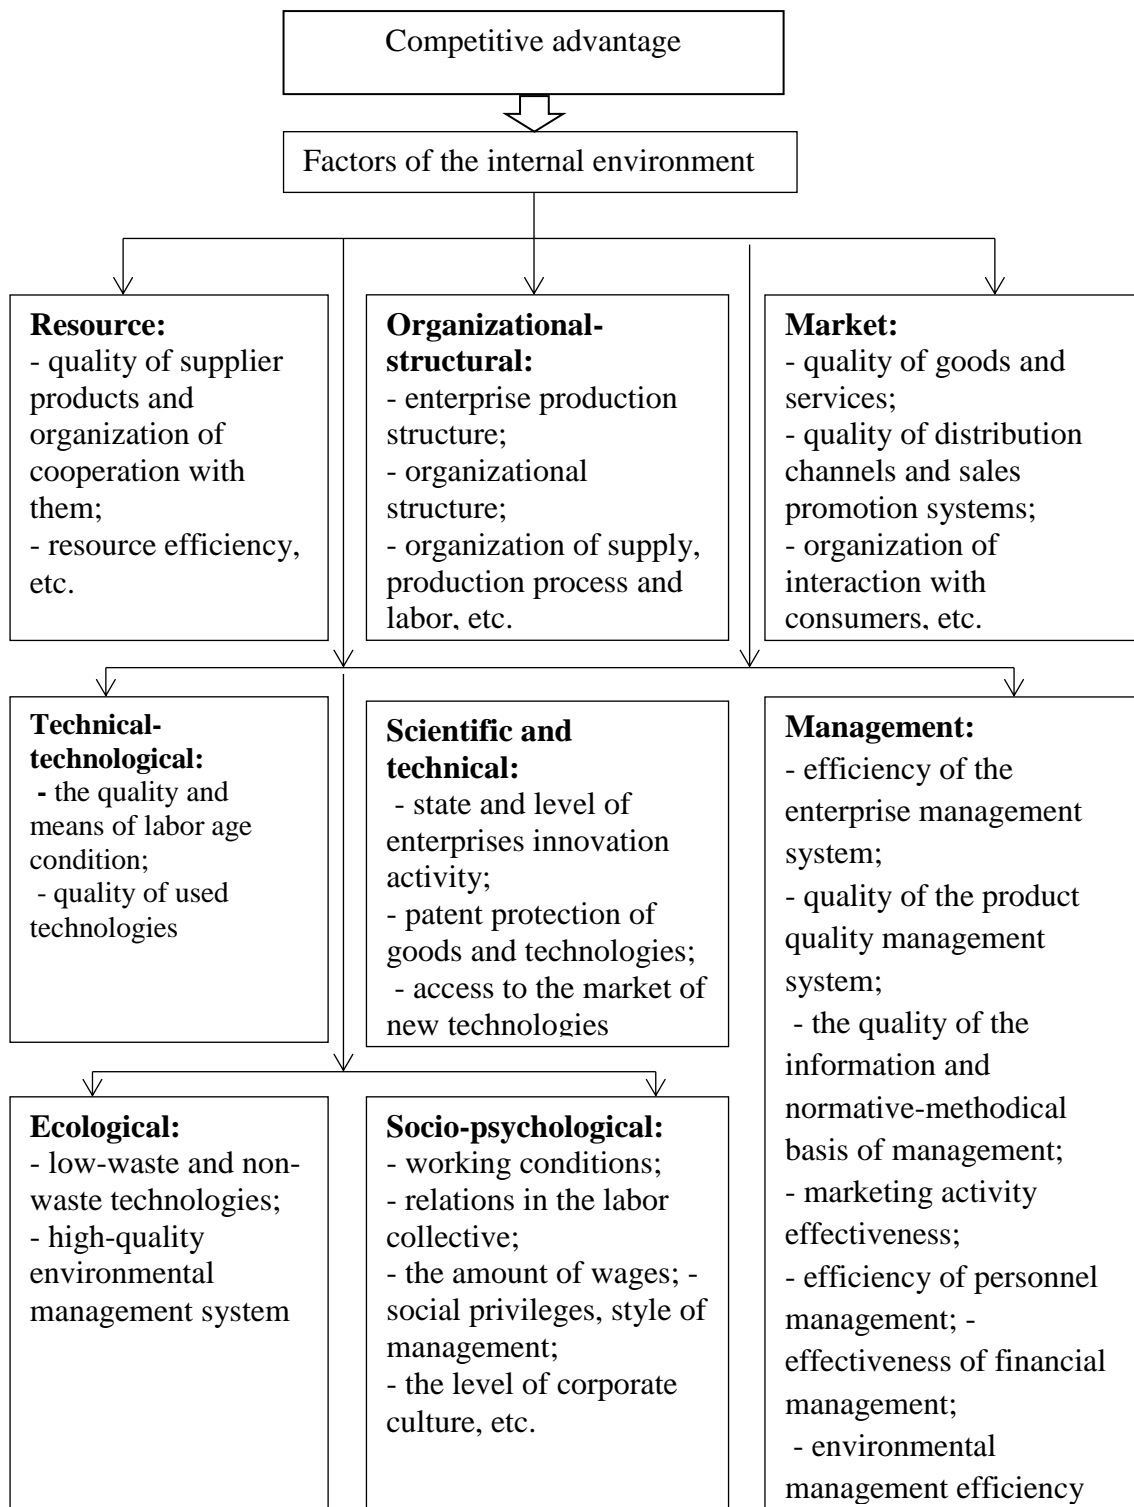 Competitive advantage
Factors of the internal environment
Resource:
- quality of supplier
products and
organization of
cooperation with
them;
- resource efficiency,
etc.
Organizational-
structural:
- enterprise production
structure;
- organizational
structure;
- organization of supply,
production process and
labor, etc.
Market:
- quality of goods and
services;
- quality of distribution
channels and sales
promotion systems;
- organization of
interaction with
consumers, etc.
Technical-
technological:
- the quality and
means of labor age
condition;
- quality of used
technologies
Scientific and
technical:
- state and level of
enterprises innovation
activity;
- patent protection of
goods and technologies;
- access to the market of
new technologies
Management:
- efficiency of the
enterprise management
system;
- quality of the product
quality management
system;
- the quality of the
information and
normative-methodical
basis of management;
- marketing activity
effectiveness;
- efficiency of personnel
management; -
effectiveness of financial
management;
- environmental
management efficiency
Ecological:
- low-waste and non-
waste technologies;
- high-quality
environmental
management system
Socio-psychological:
- working conditions;
- relations in the labor
collective;
- the amount of wages; -
social privileges, style of
management;
- the level of corporate
culture, etc.